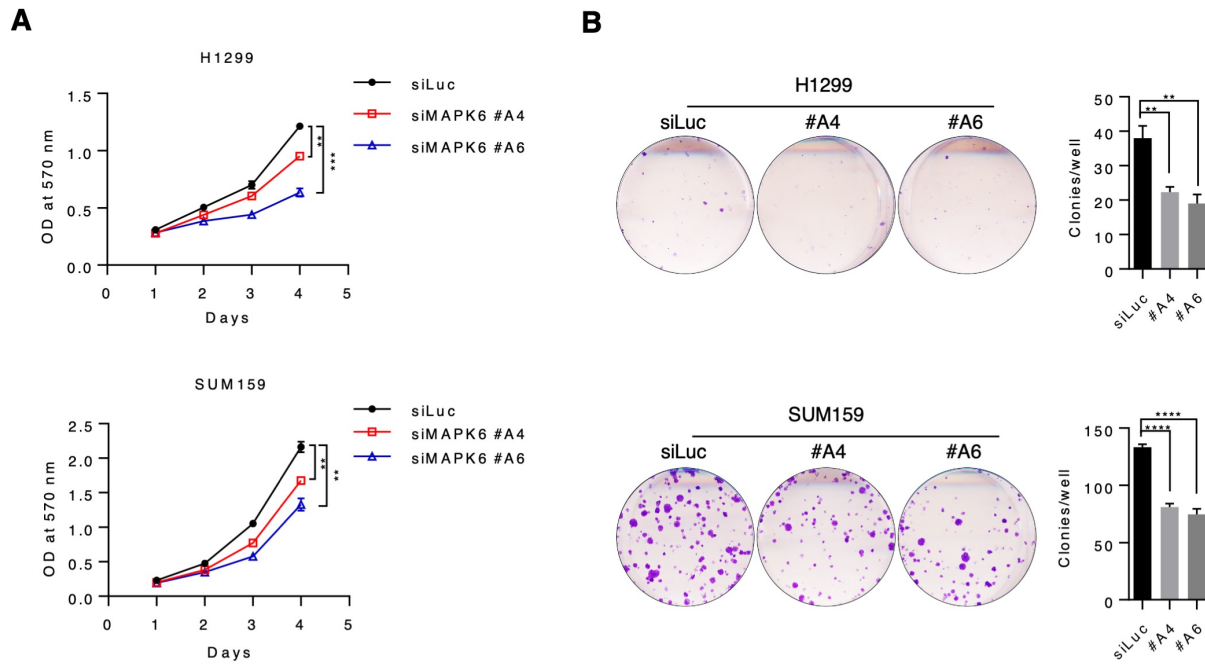 A
H1299
1.5
1.0
0.5
0.0
OD at 570 nm
0 1 2 3 4 5
Days
siLuc
siMAPK6 #A4
siMAPK6 #A6
**
***
SUM159
2.5
2.0
1.5
1.0
0.5
0.0
OD at 570 nm
0 1 2 3 4 5
Days
siLuc
siMAPK6 #A4
siMAPK6 #A6
**
**
B
H1299
siLuc #A4 #A6
50
40
30
20
10
0
Clonies/well
**
**
siLuc #A4 #A6
SUM159
siLuc #A4 #A6
150
100
50
0
Clonies/well
****
****
siLuc #A4 #A6